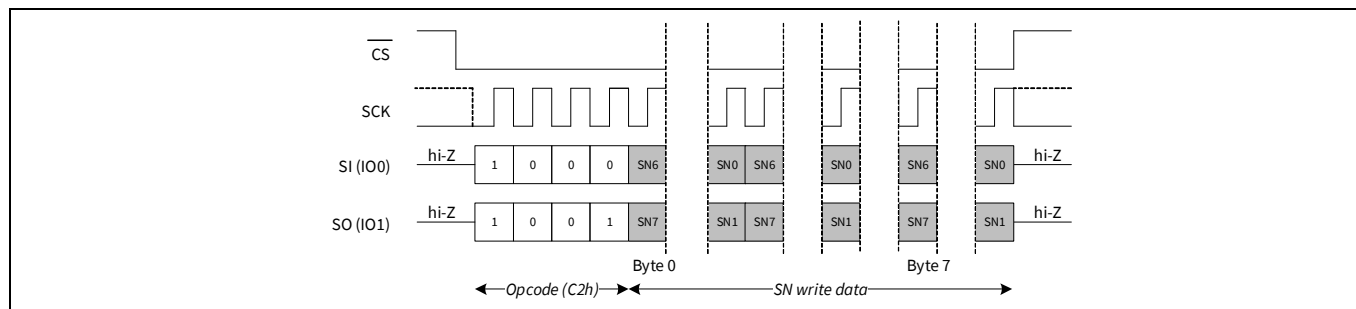 CS
SCK
SI (IO0) hi-Z 1 0 0 0 SN6 SN0 SN6 SN0 SN6 SN0 hi-Z
SO (IO1) hi-Z 1 0 0 1 SN7 SN1 SN7 SN1 SN7 SN1 hi-Z
Byte 0 Byte 7
Opcode (C2h) SN write data